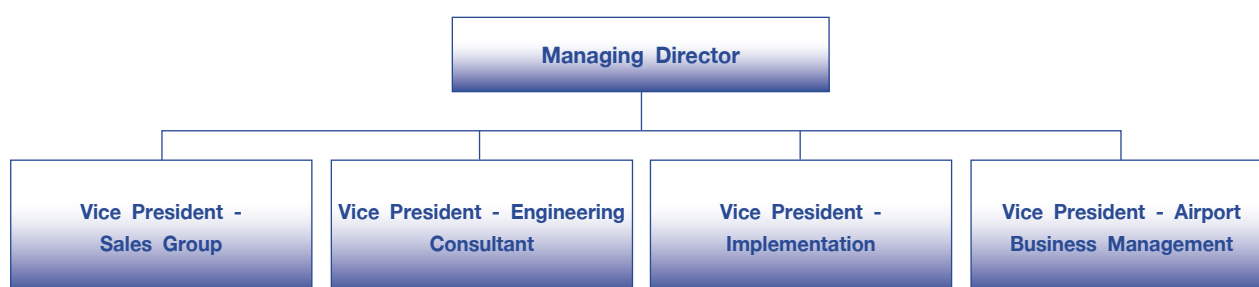 Managing Director
Vice President -
Sales Group
Vice President - Engineering
Consultant
Vice President -
Implementation
Vice President - Airport
Business Management